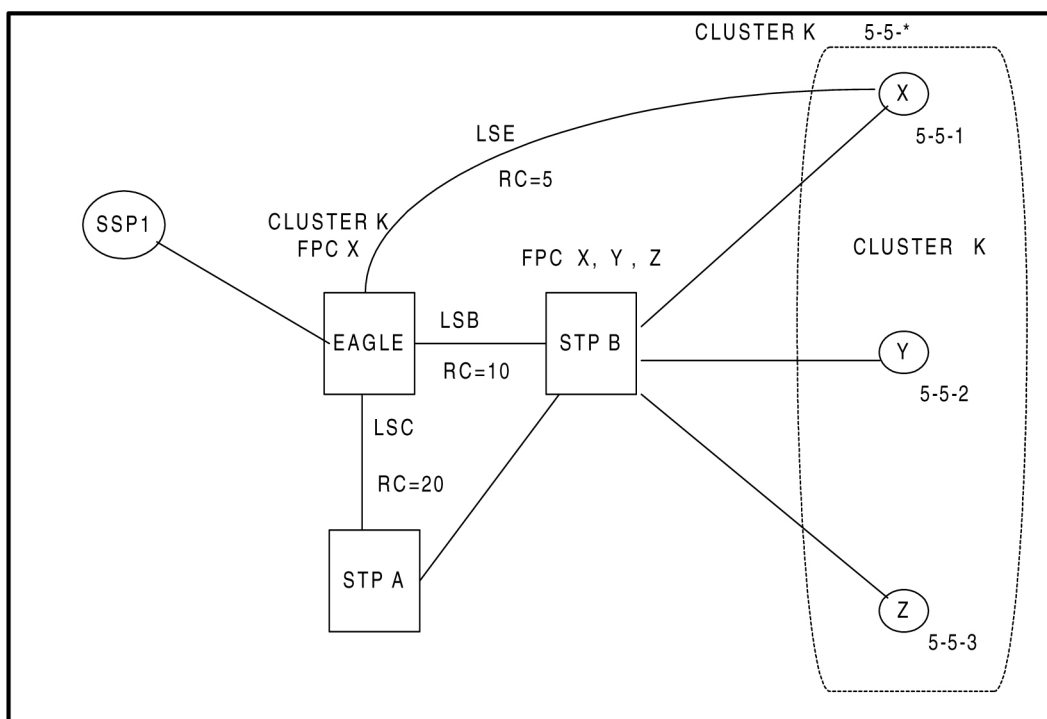 CLUSTER K 5-5-*
X
5-5-1
LSE
RC=5
SSP1
CLUSTER K
FPC X
FPC X, Y , Z
CLUSTER K
EAGLE
LSB
RC=10
STP B
Y
5-5-2
LSC
RC=20
STP A
Z
5-5-3